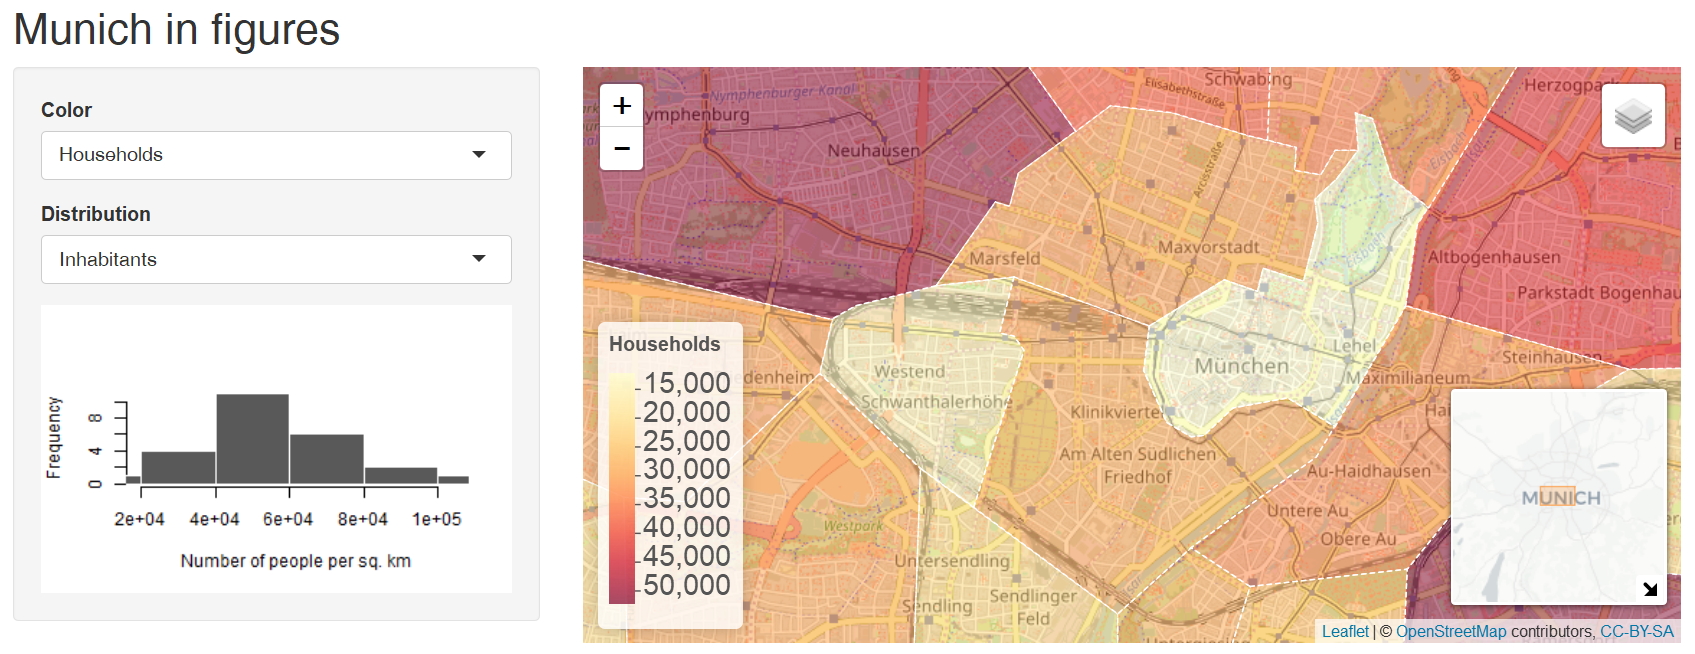 Munich in figures
Color
Households
Distribution
Inhabitants
Frequency
0 4 8
2e+04 4e+04 6e+04 8e+04 1e+05
Number of people per sq. km
+
−
Nymphenburger Kanal
ymphenburg
Neuhausen
Elisabethstraße
Schwabing
Herzogpa
Arcisstraße
Eisbach
Marsfeld
Maxvorstadt
Eisbach
Altbogenhausen
Parkstadt Bogenhau
Households
15,000
20,000
25,000
30,000
35,000
40,000
45,000
50,000
edenheim
Westend
Schwanthalerhöhe
München
Lehel
Steinhausen
Maximilianeum
Klinikviertel
Hai
Am Alten Südlichen
Friedhof
Au-Haidhausen
Westpark
Untere Au
Obere Au
MUNICH
Untersendling
Sendling
Sendlinger
Feld
Untergiesing
Leaflet | © OpenStreetMap contributors, CC-BY-SA